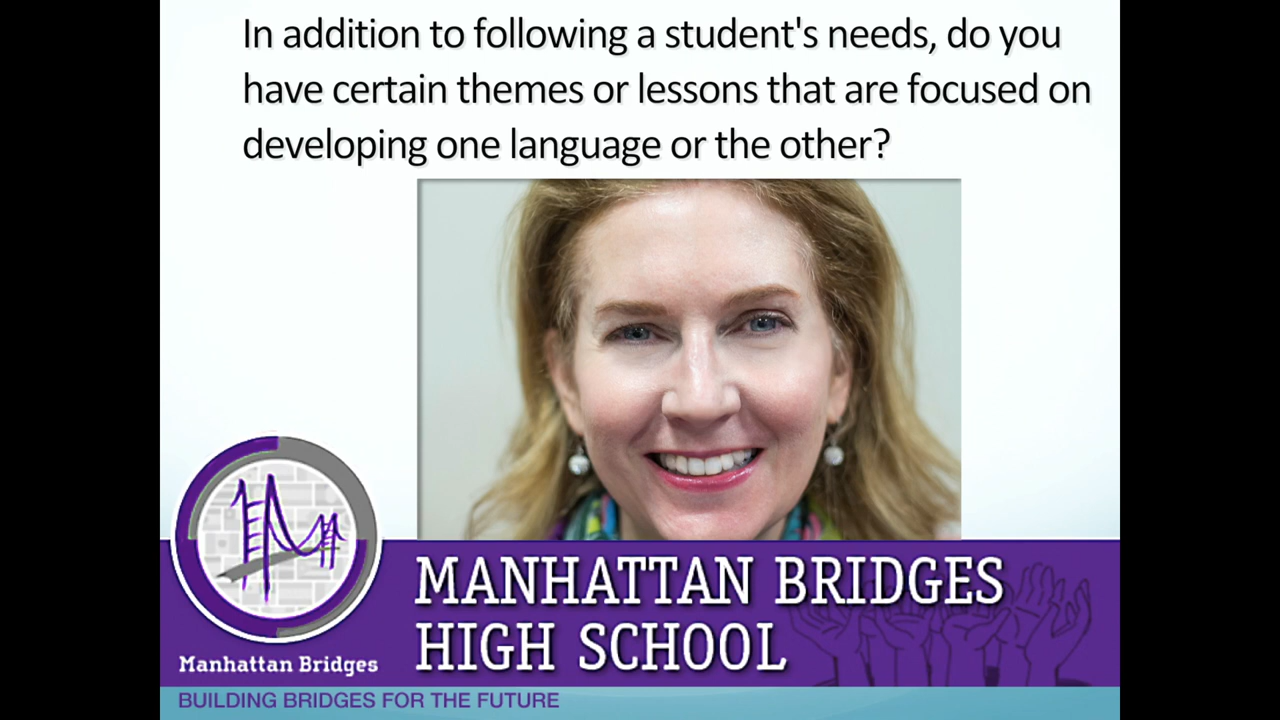 In addition to following a student's needs, do you
have certain themes or lessons that are focused on
developing one language or the other?
MANHATTAN BRIDGES
HIGH SCHOOL
Manhattan Bridges
BUILDING BRIDGES FOR THE FUTURE